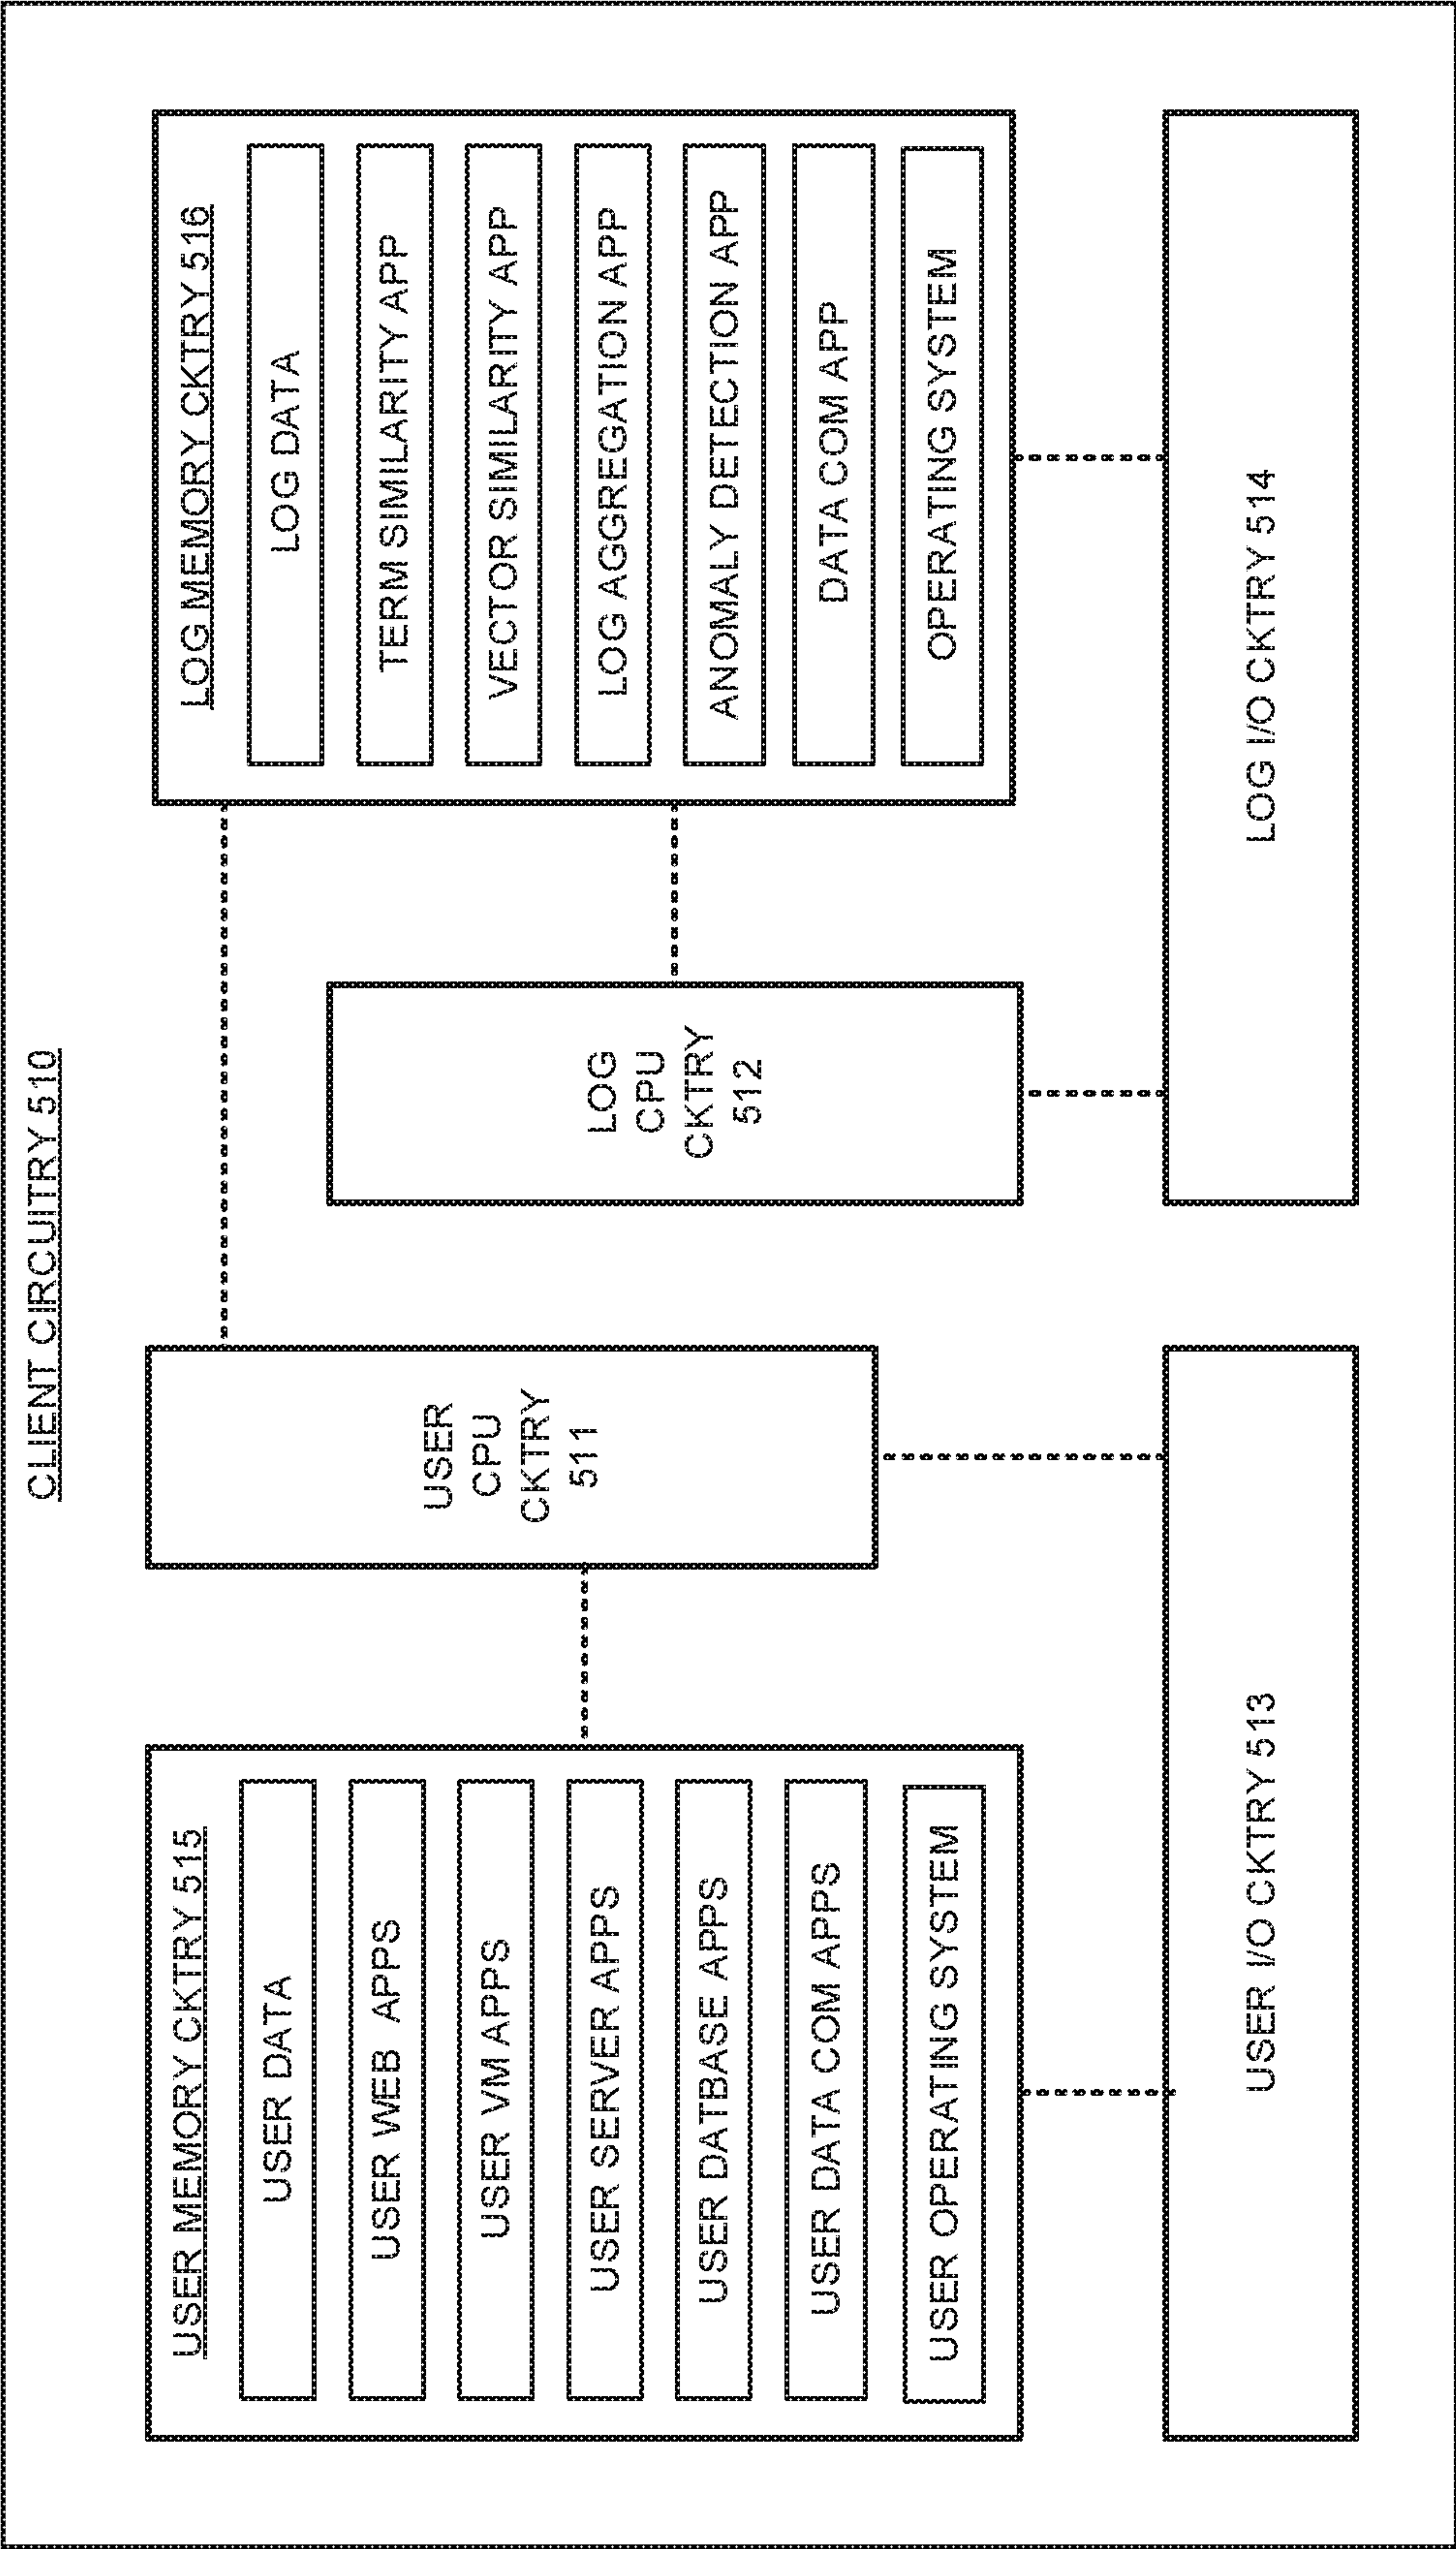 CLIENT CIRCUITRY 510
USER MEMORY CKTRY 515
USER DATA
USER WEB APPS
USER VM APPS
USER SERVER APPS
USER DATBASE APPS
USER DATA COM APPS
USER OPERATING SYSTEM
USER
CPU
CKTRY
511
LOG
CPU
CKTRY
512
LOG MEMORY CKTRY 516
LOG DATA
TERM SIMILARITY APP
VECTOR SIMILARITY APP
LOG AGGREGATION APP
ANOMALY DETECTION APP
DATA COM APP
OPERATING SYSTEM
USER I/O CKTRY 513
LOG I/O CKTRY 514